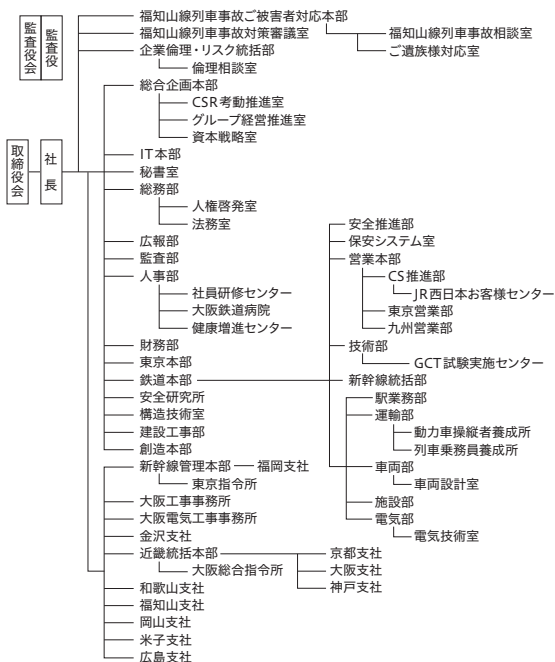 監査役会
監査役
取締役会
社長
福知山線列車事故ご被害者対応本部
福知山線列車事故対策審議室
福知山線列車事故相談室
ご遺族様対応室
企業倫理・リスク統括部
倫理相談室
総合企画本部
CSR考動推進室
グループ経営推進室
資本戦略室
IT本部
秘書室
総務部
人権啓発室
法務室
広報部
監査部
人事部
社員研修センター
大阪鉄道病院
健康増進センター
財務部
東京本部
鉄道本部
安全推進部
保安システム室
営業本部
CS推進部
JR西日本お客様センター
東京営業部
九州営業部
技術部
GCT試験実施センター
新幹線統括部
駅業務部
運輸部
動力車操縦者養成所
列車乗務員養成所
車両部
車両設計室
施設部
電気部
電気技術室
安全研究所
構造技術室
建設工事部
創造本部
新幹線管理本部
福岡支社
東京指令所
大阪工事事務所
大阪電気工事事務所
金沢支社
近畿統括本部
京都支社
大阪支社
神戸支社
大阪総合指令所
和歌山支社
福知山支社
岡山支社
米子支社
広島支社